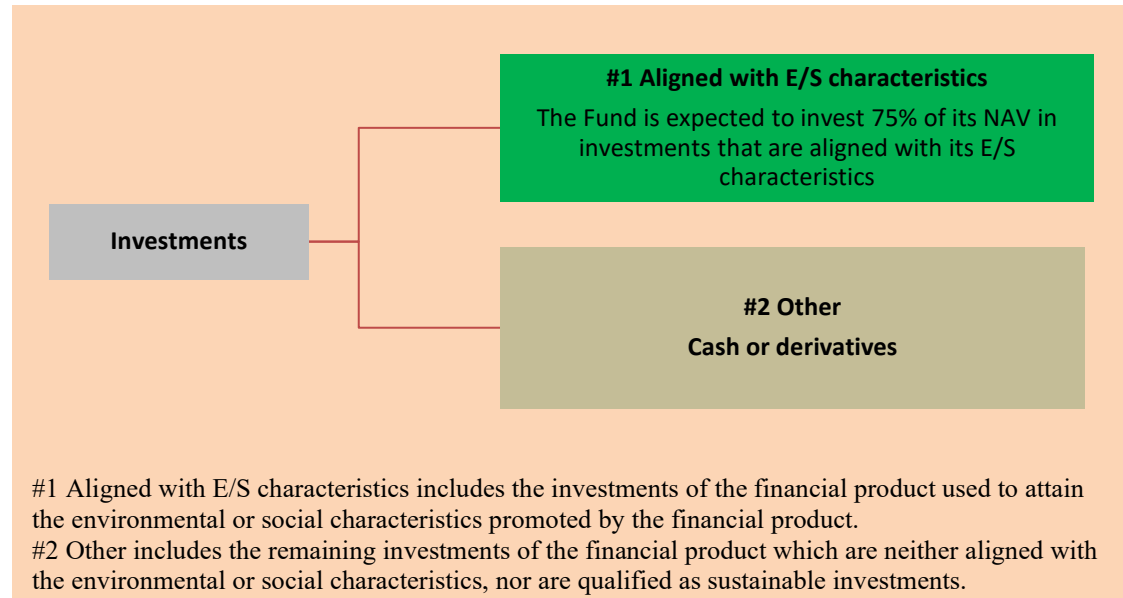 #1 Aligned with E/S characteristics
The Fund is expected to invest 75% of its NAV in
investments that are aligned with its E/S
characteristics
Investments
#2 Other
Cash or derivatives
#1 Aligned with E/S characteristics includes the investments of the financial product used to attain
the environmental or social characteristics promoted by the financial product.
#2 Other includes the remaining investments of the financial product which are neither aligned with
the environmental or social characteristics, nor are qualified as sustainable investments.